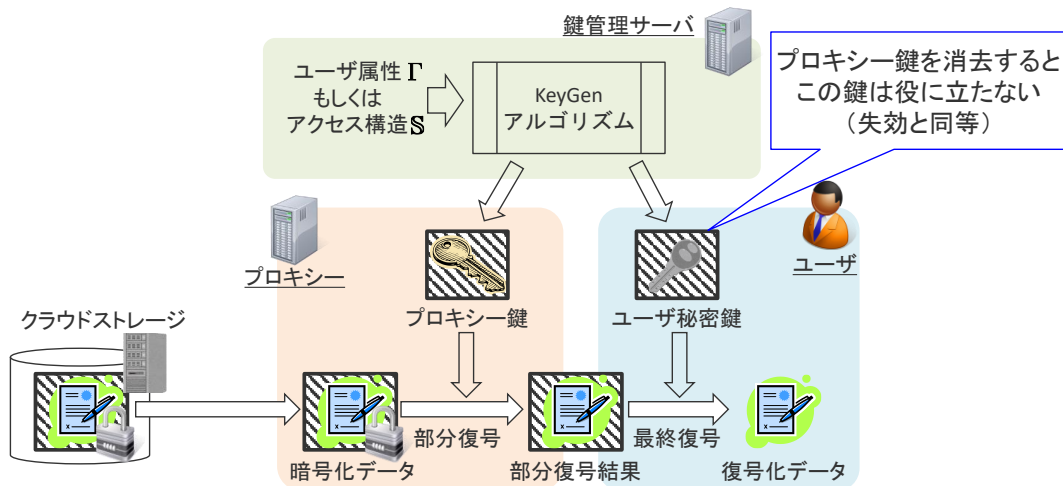 鍵管理サーバ
ユーザ属性 Γ
もしくは
アクセス構造 𝕊
KeyGen
アルゴリズム
プロキシー鍵を消去すると
この鍵は役に立たない
（失効と同等）
プロキシー
ユーザ
プロキシー鍵
ユーザ秘密鍵
クラウドストレージ
部分復号
最終復号
暗号化データ
部分復号結果
復号化データ